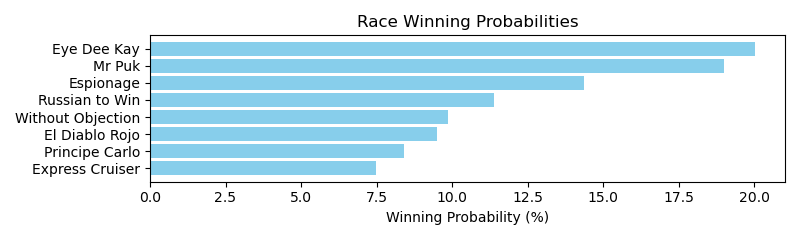 Race Winning Probabilities
Eye Dee Kay
Mr Puk
Espionage
Russian to Win
Without Objection
El Diablo Rojo
Principe Carlo
Express Cruiser
0.0 2.5 5.0 7.5 10.0 12.5 15.0 17.5 20.0
Winning Probability (%)